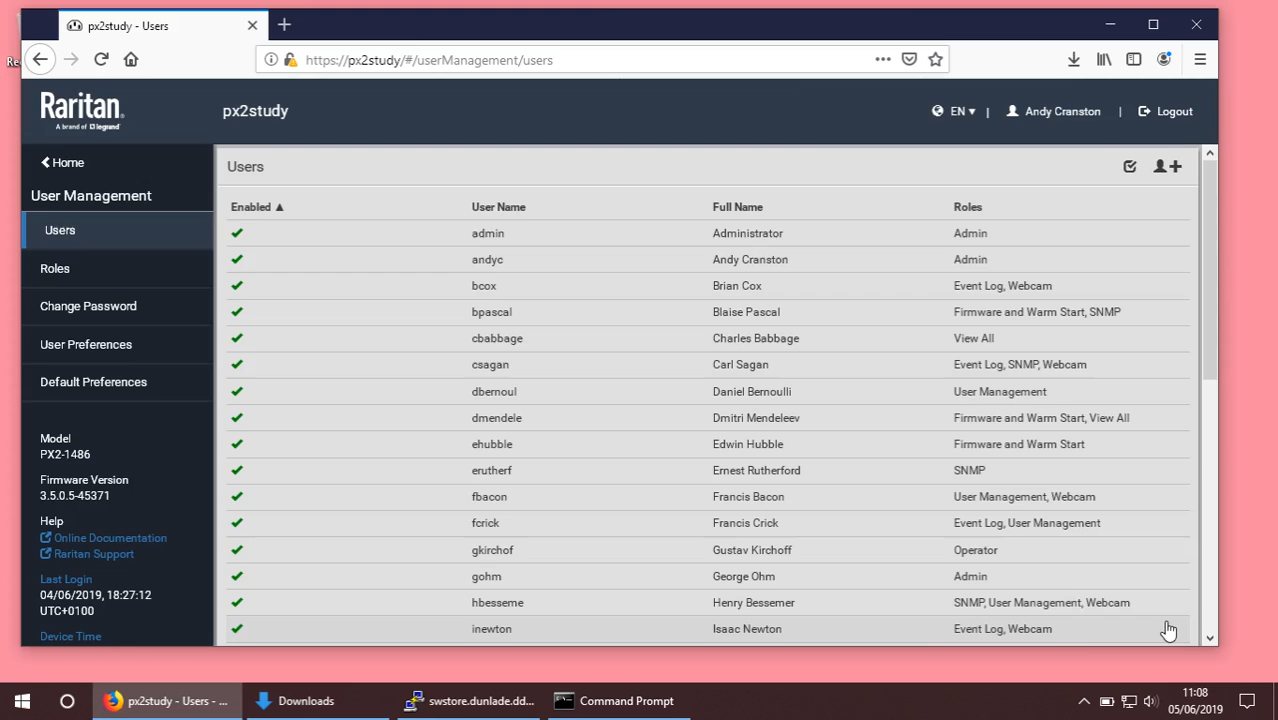 px2study - Users
https://px2study/#/userManagement/users
Raritan.
A brand of legrand
px2study
EN
Andy Cranston
Logout
Home
User Management
Users
Roles
Change Password
User Preferences
Default Preferences
Model
PX2-1486
Firmware Version
3.5.0.5-45371
Help
Online Documentation
Raritan Support
Last Login
04/06/2019, 18:27:12
UTC+0100
Device Time
Users
Enabled ▲ User Name Full Name Roles
admin Administrator Admin
andyc Andy Cranston Admin
bcox Brian Cox Event Log, Webcam
bpascal Blaise Pascal Firmware and Warm Start, SNMP
cbabbage Charles Babbage View All
csagan Carl Sagan Event Log, SNMP, Webcam
dbernoul Daniel Bernoulli User Management
dmendele Dmitri Mendeleev Firmware and Warm Start, View All
ehubble Edwin Hubble Firmware and Warm Start
erutherf Ernest Rutherford SNMP
fbacon Francis Bacon User Management, Webcam
fcrick Francis Crick Event Log, User Management
gkirchof Gustav Kirchoff Operator
gohm George Ohm Admin
hbesseme Henry Bessemer SNMP, User Management, Webcam
inewton Isaac Newton Event Log, Webcam
px2study - Users - ...
Downloads
swstore.dunlade.dd...
Command Prompt
11:08
05/06/2019